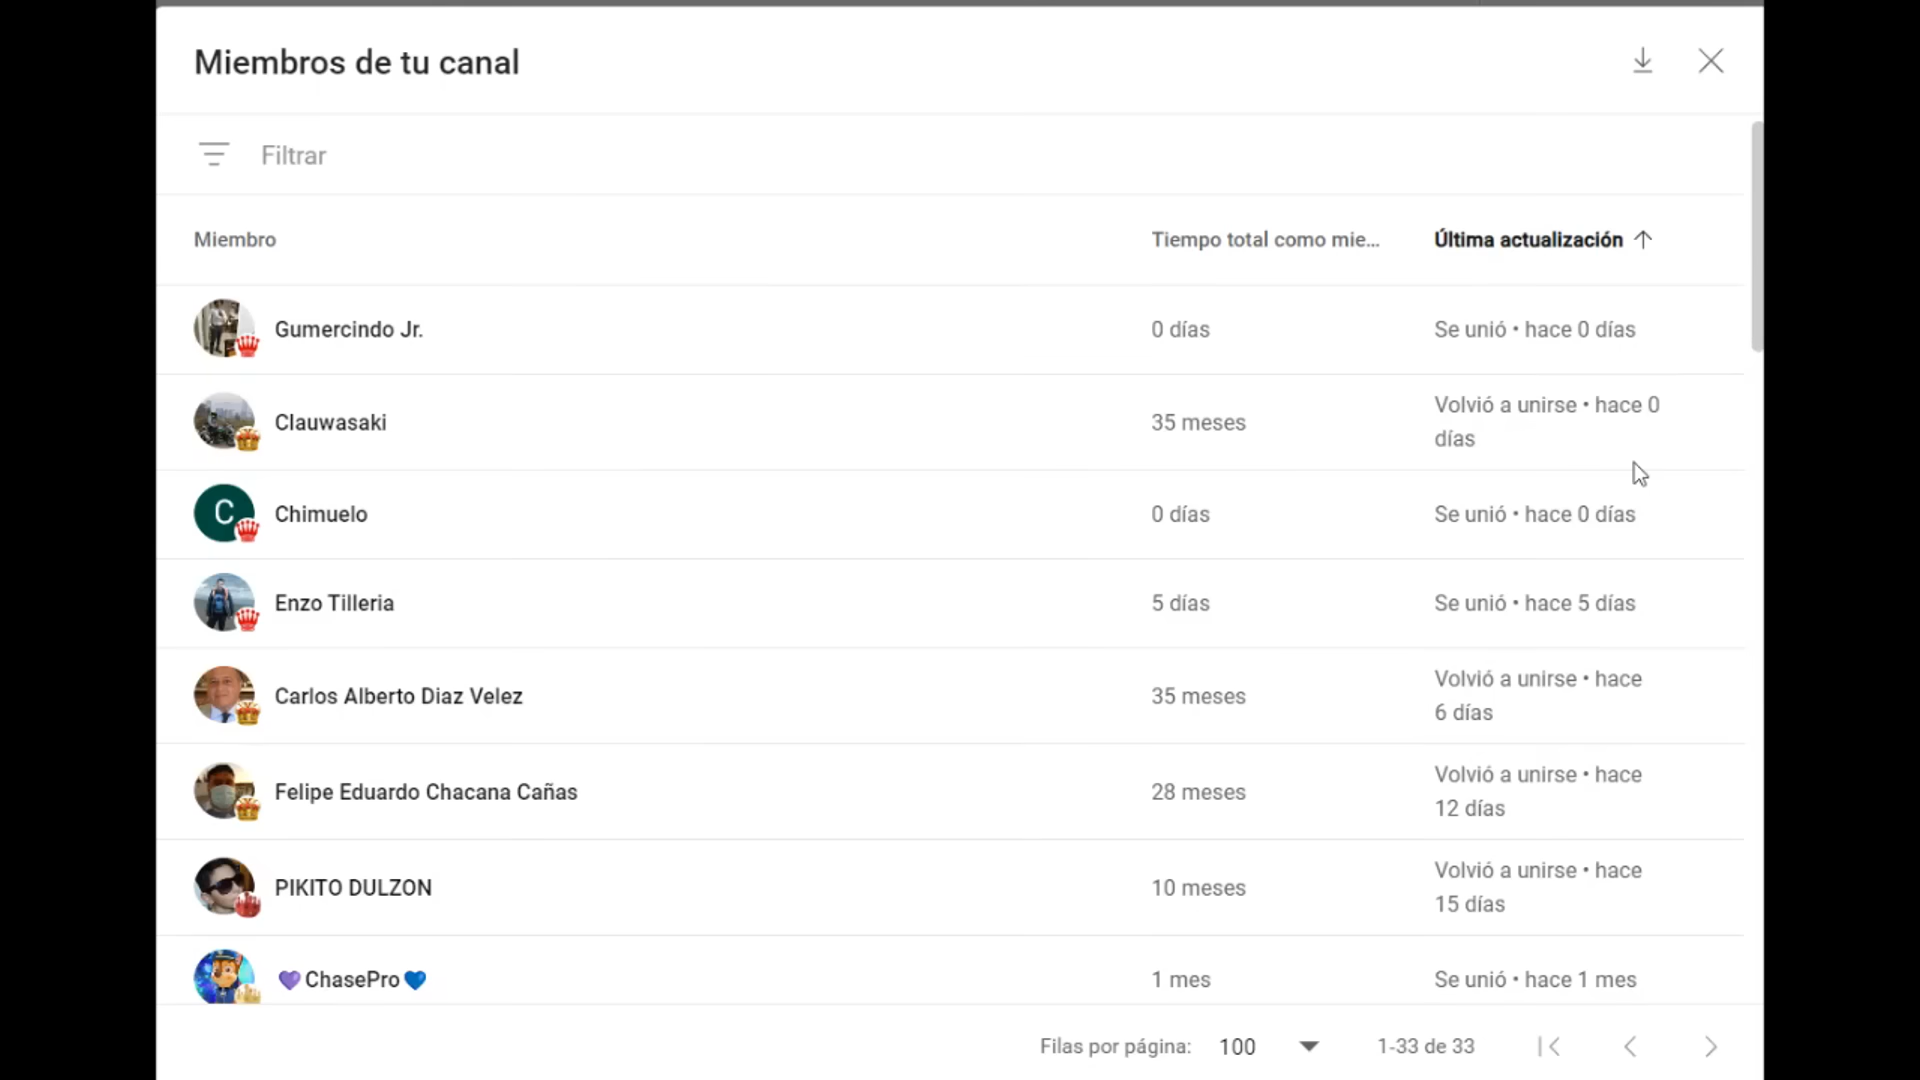 Miembros de tu canal
Filtrar
Miembro
Tiempo total como mie...
Última actualización
Gumercindo Jr.
0 días
Se unió • hace 0 días
Clauwasaki
35 meses
Volvió a unirse • hace 0
días
C
Chimuelo
0 días
Se unió • hace 0 días
Enzo Tilleria
5 días
Se unió • hace 5 días
Carlos Alberto Diaz Velez
35 meses
Volvió a unirse • hace
6 días
Felipe Eduardo Chacana Cañas
28 meses
Volvió a unirse • hace
12 días
PIKITO DULZON
10 meses
Volvió a unirse • hace
15 días
💜ChasePro💙
1 mes
Se unió • hace 1 mes
Filas por página: 100
1-33 de 33